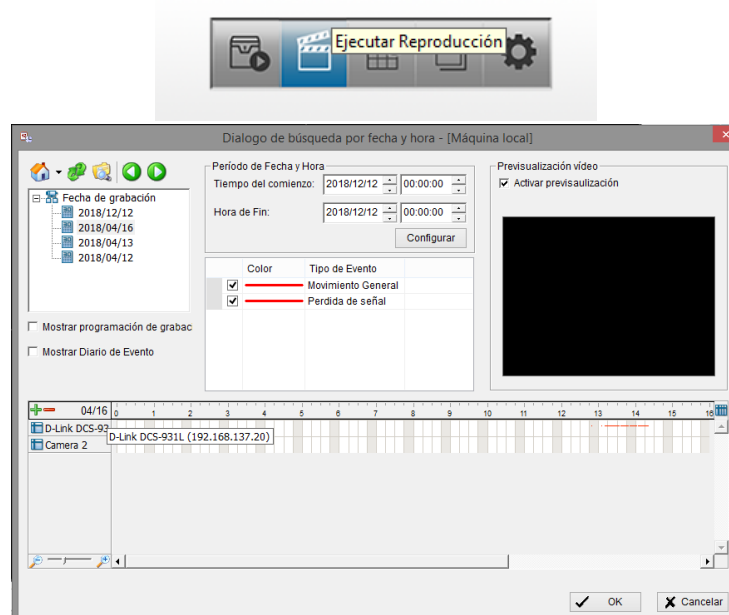 Ejecutar Reproducción
Dialogo de búsqueda por fecha y hora - [Máquina local]
Fecha de grabación
2018/12/12
2018/04/16
2018/04/13
2018/04/12
Mostrar programación de grabac
Mostrar Diario de Evento
Período de Fecha y Hora
Tiempo del comienzo: 2018/12/12 00:00:00
Hora de Fin: 2018/12/12 00:00:00
Configurar
Color Tipo de Evento
Movimiento General
Perdida de señal
Previsualización vídeo
Activar previsaulización
04/16 0 1 2 3 4 5 6 7 8 9 10 11 12 13 14 15 16
D-Link DCS-93
D-Link DCS-931L (192.168.137.20)
Camera 2
OK Cancelar